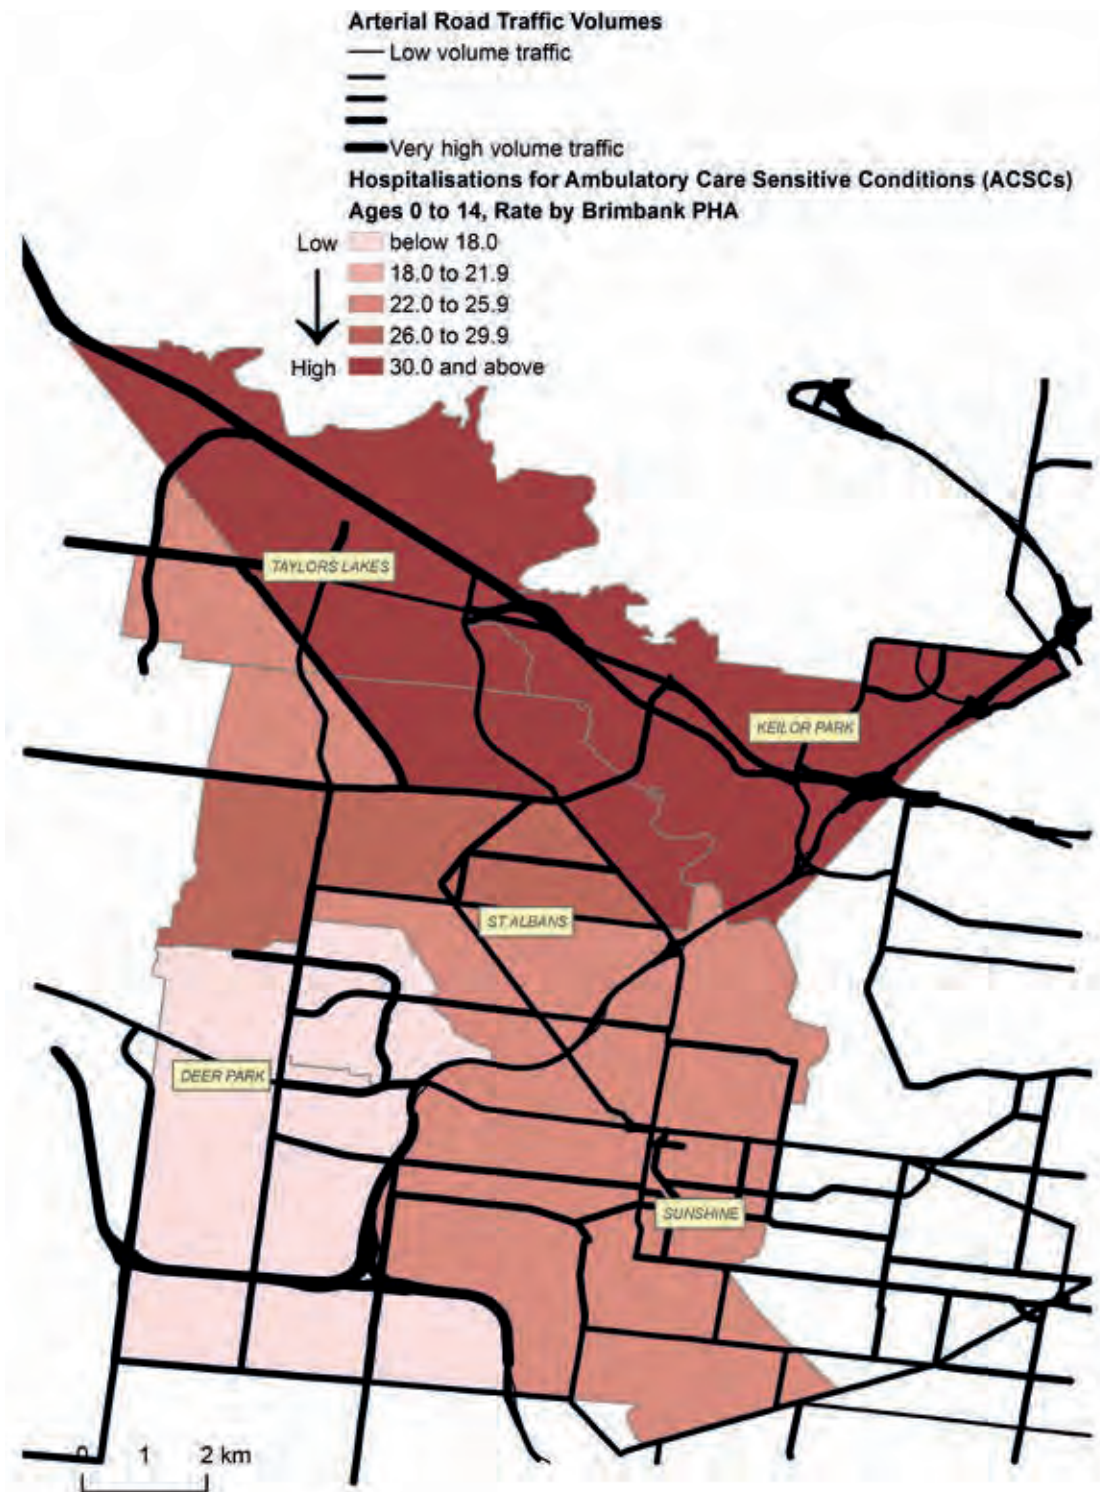 Arterial Road Traffic Volumes
Low volume traffic
Very high volume traffic
Hospitalisations for Ambulatory Care Sensitive Conditions (ACSCs)
Ages 0 to 14, Rate by Brimbank PHA
Low
below 18.0
18.0 to 21.9
22.0 to 25.9
26.0 to 29.9
High
30.0 and above
TAYLORS LAKES
KEILOR PARK
ST ALBANS
DEER PARK
SUNSHINE
0 1 2 km